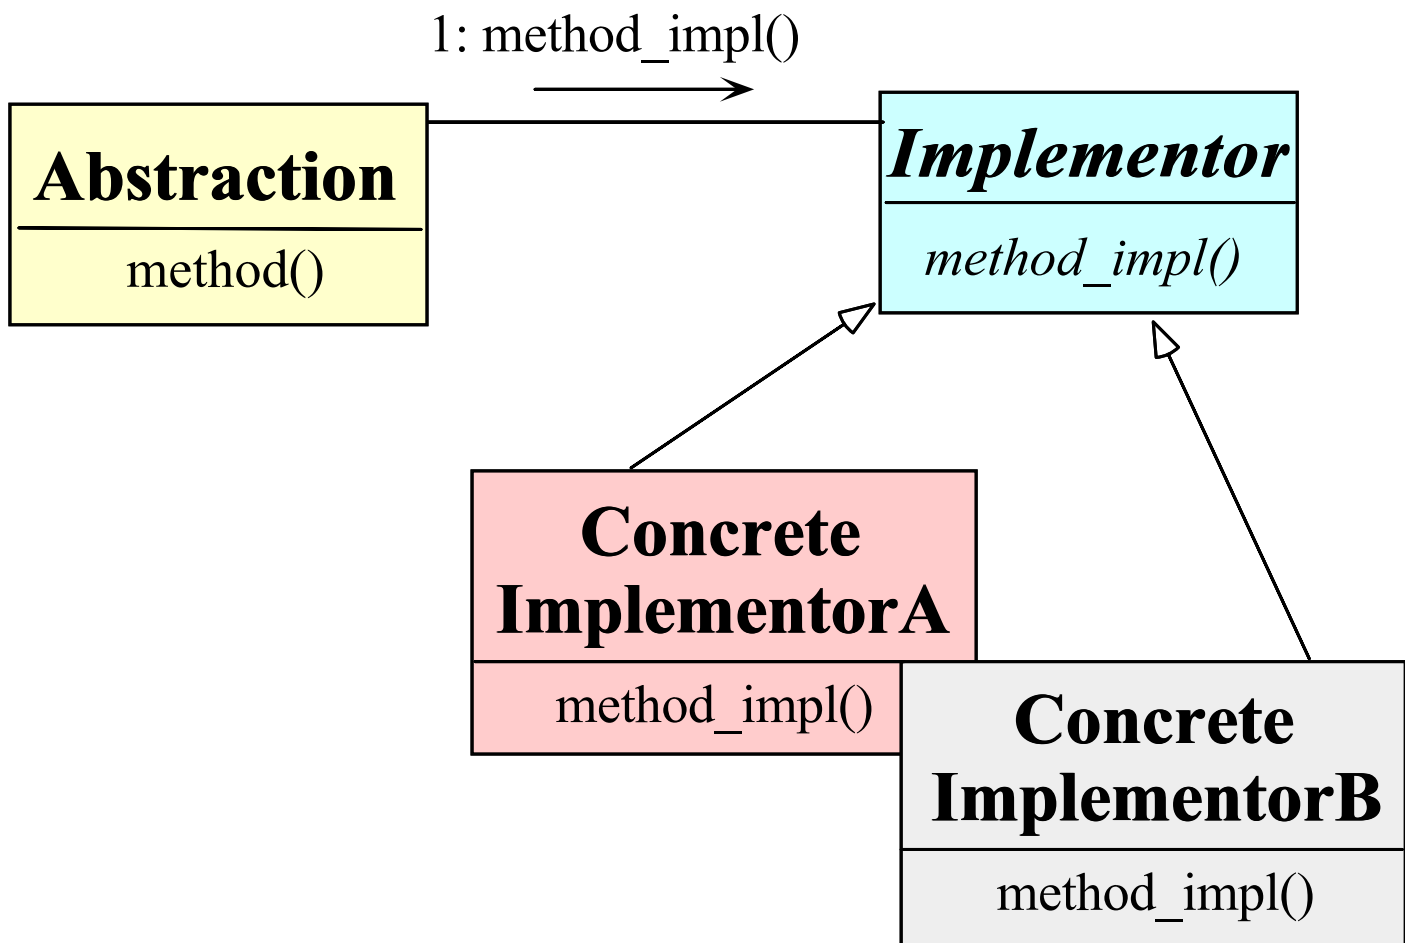 1: method_impl()
Abstraction
method()
Implementor
method_impl()
Concrete
ImplementorA
method_impl()
Concrete
ImplementorB
method_impl()